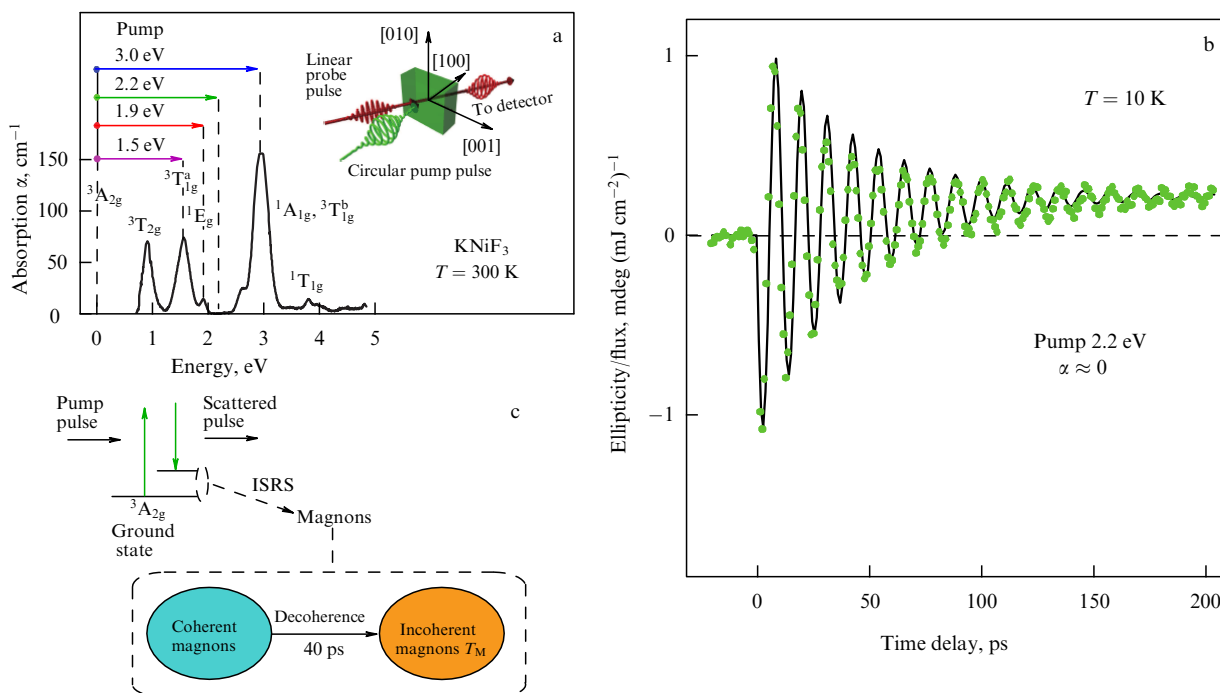 a
Pump
3.0 eV
2.2 eV
1.9 eV
1.5 eV
Absorption α, cm⁻¹
150
100
50
0
³A₂g
³T₂g
³Tᵃ₁g
¹Eg
¹A₁g, ³Tᵇ₁g
¹T₁g
KNiF₃
T = 300 K
0 1 2 3 4 5
Energy, eV
[010]
[100]
[001]
Linear
probe
pulse
To detector
Circular pump pulse
b
T = 10 K
Ellipticity/flux, mdeg (mJ cm⁻²)⁻¹
1
0
−1
Pump 2.2 eV
α ≈ 0
0 50 100 150 200
Time delay, ps
c
Pump
pulse
Scattered
pulse
³A₂g
Ground
state
ISRS
Magnons
Coherent
magnons
Decoherence
40 ps
Incoherent
magnons T_M